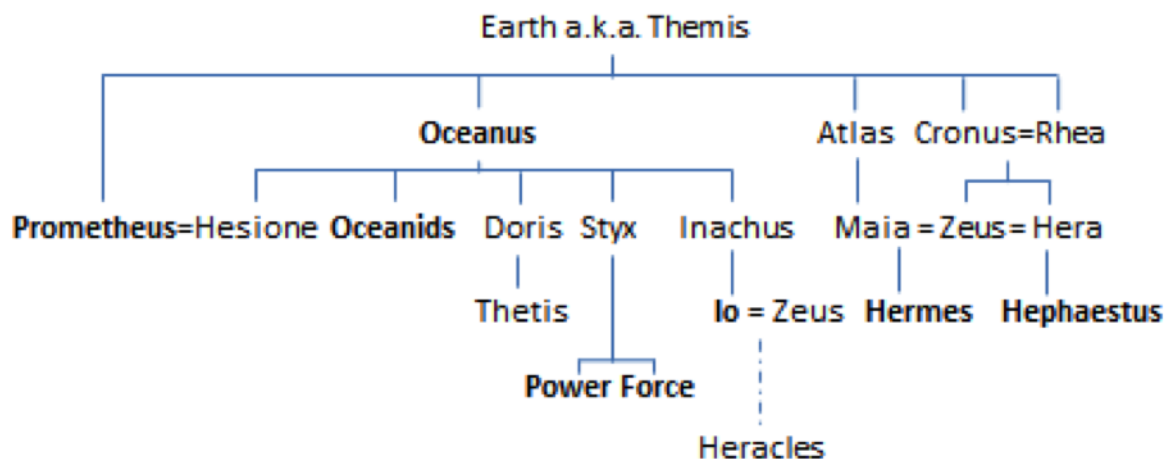 Earth a.k.a. Themis
Oceanus Atlas Cronus=Rhea
Prometheus=Hesione Oceanids Doris Styx Inachus Maia = Zeus= Hera
Thetis Io = Zeus Hermes Hephaestus
Power Force
Heracles